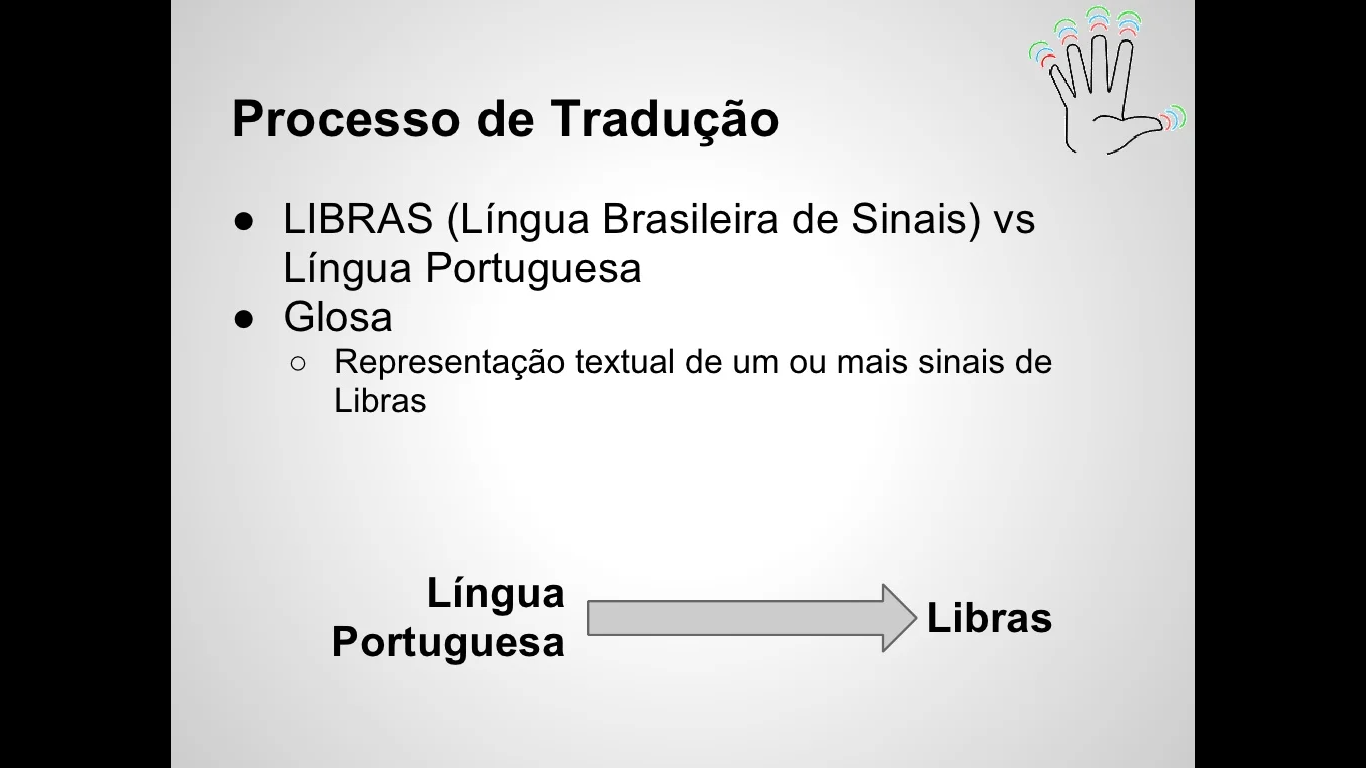 Processo de Tradução
● LIBRAS (Língua Brasileira de Sinais) vs
Língua Portuguesa
● Glosa
○ Representação textual de um ou mais sinais de
Libras
Língua
Portuguesa
Libras